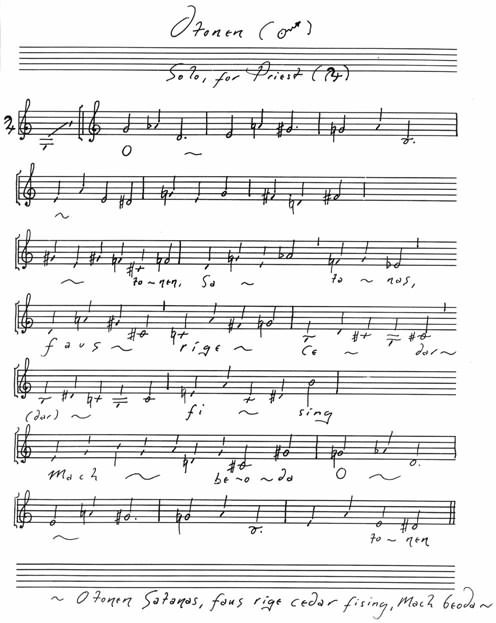 Otonen (
Solo, for Priest (
O ~
~
~ to-nen, Sa ~ ta - nas,
faus ~ rige ~ ce ~ dar ~
(dar) ~ fi ~ sing
Mach ~ be-o~da O ~
~ to - nen
~ Otonen Satanas, faus rige cedar fising, Mach beoda ~